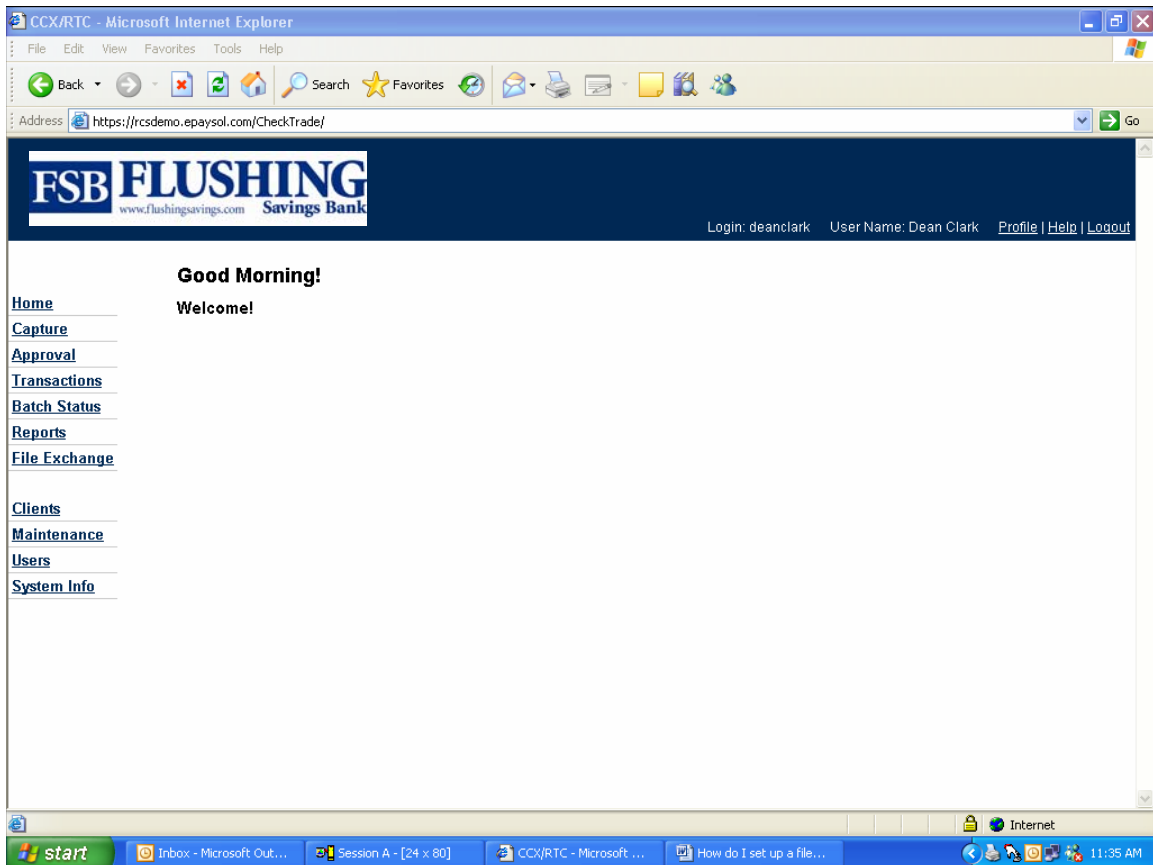 CCX/RTC - Microsoft Internet Explorer
File Edit View Favorites Tools Help
Back Search Favorites
Address https://rcsdemo.epaysol.com/CheckTrade/ Go
FSB FLUSHING
www.flushingsavings.com Savings Bank
Login: deanclark User Name: Dean Clark Profile | Help | Logout
Good Morning!
Welcome!
Home
Capture
Approval
Transactions
Batch Status
Reports
File Exchange
Clients
Maintenance
Users
System Info
Internet
start Inbox - Microsoft Out... Session A - [24 x 80] CCX/RTC - Microsoft ... How do I set up a file... 11:35 AM